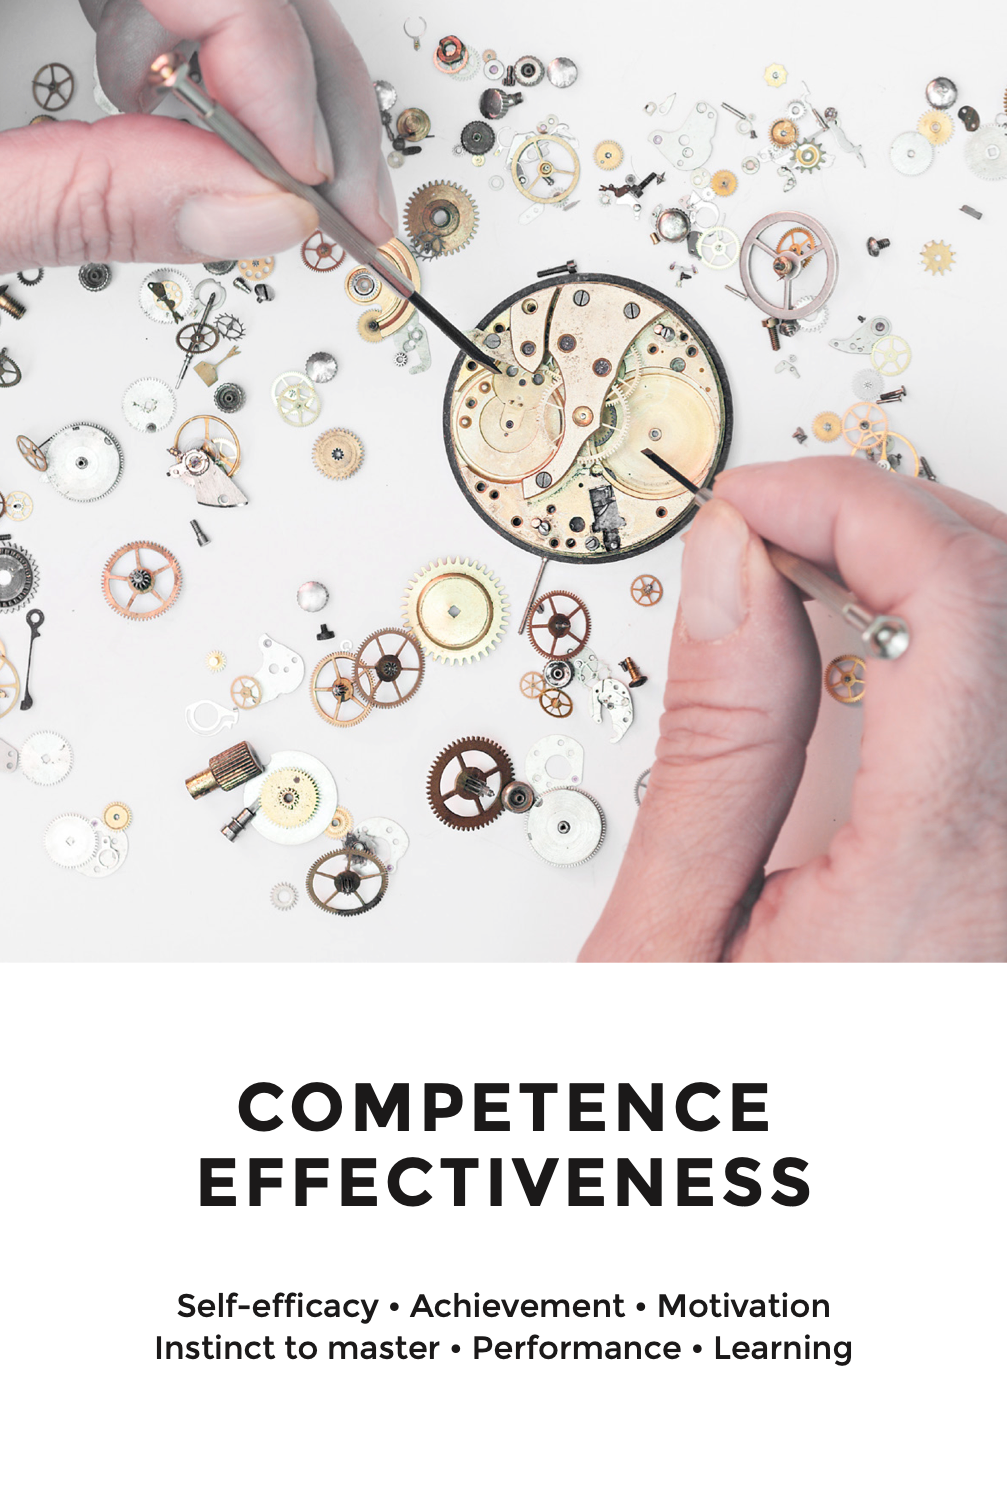 COMPETENCE
EFFECTIVENESS
Self-efficacy • Achievement • Motivation
Instinct to master • Performance • Learning